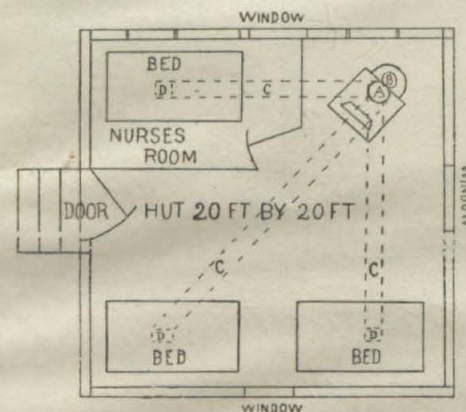 WINDOW
BED
D
C
B
A
NURSES
ROOM
DOOR
HUT 20 FT BY 20 FT
WINDOW
C
C
D
BED
D
BED
WINDOW